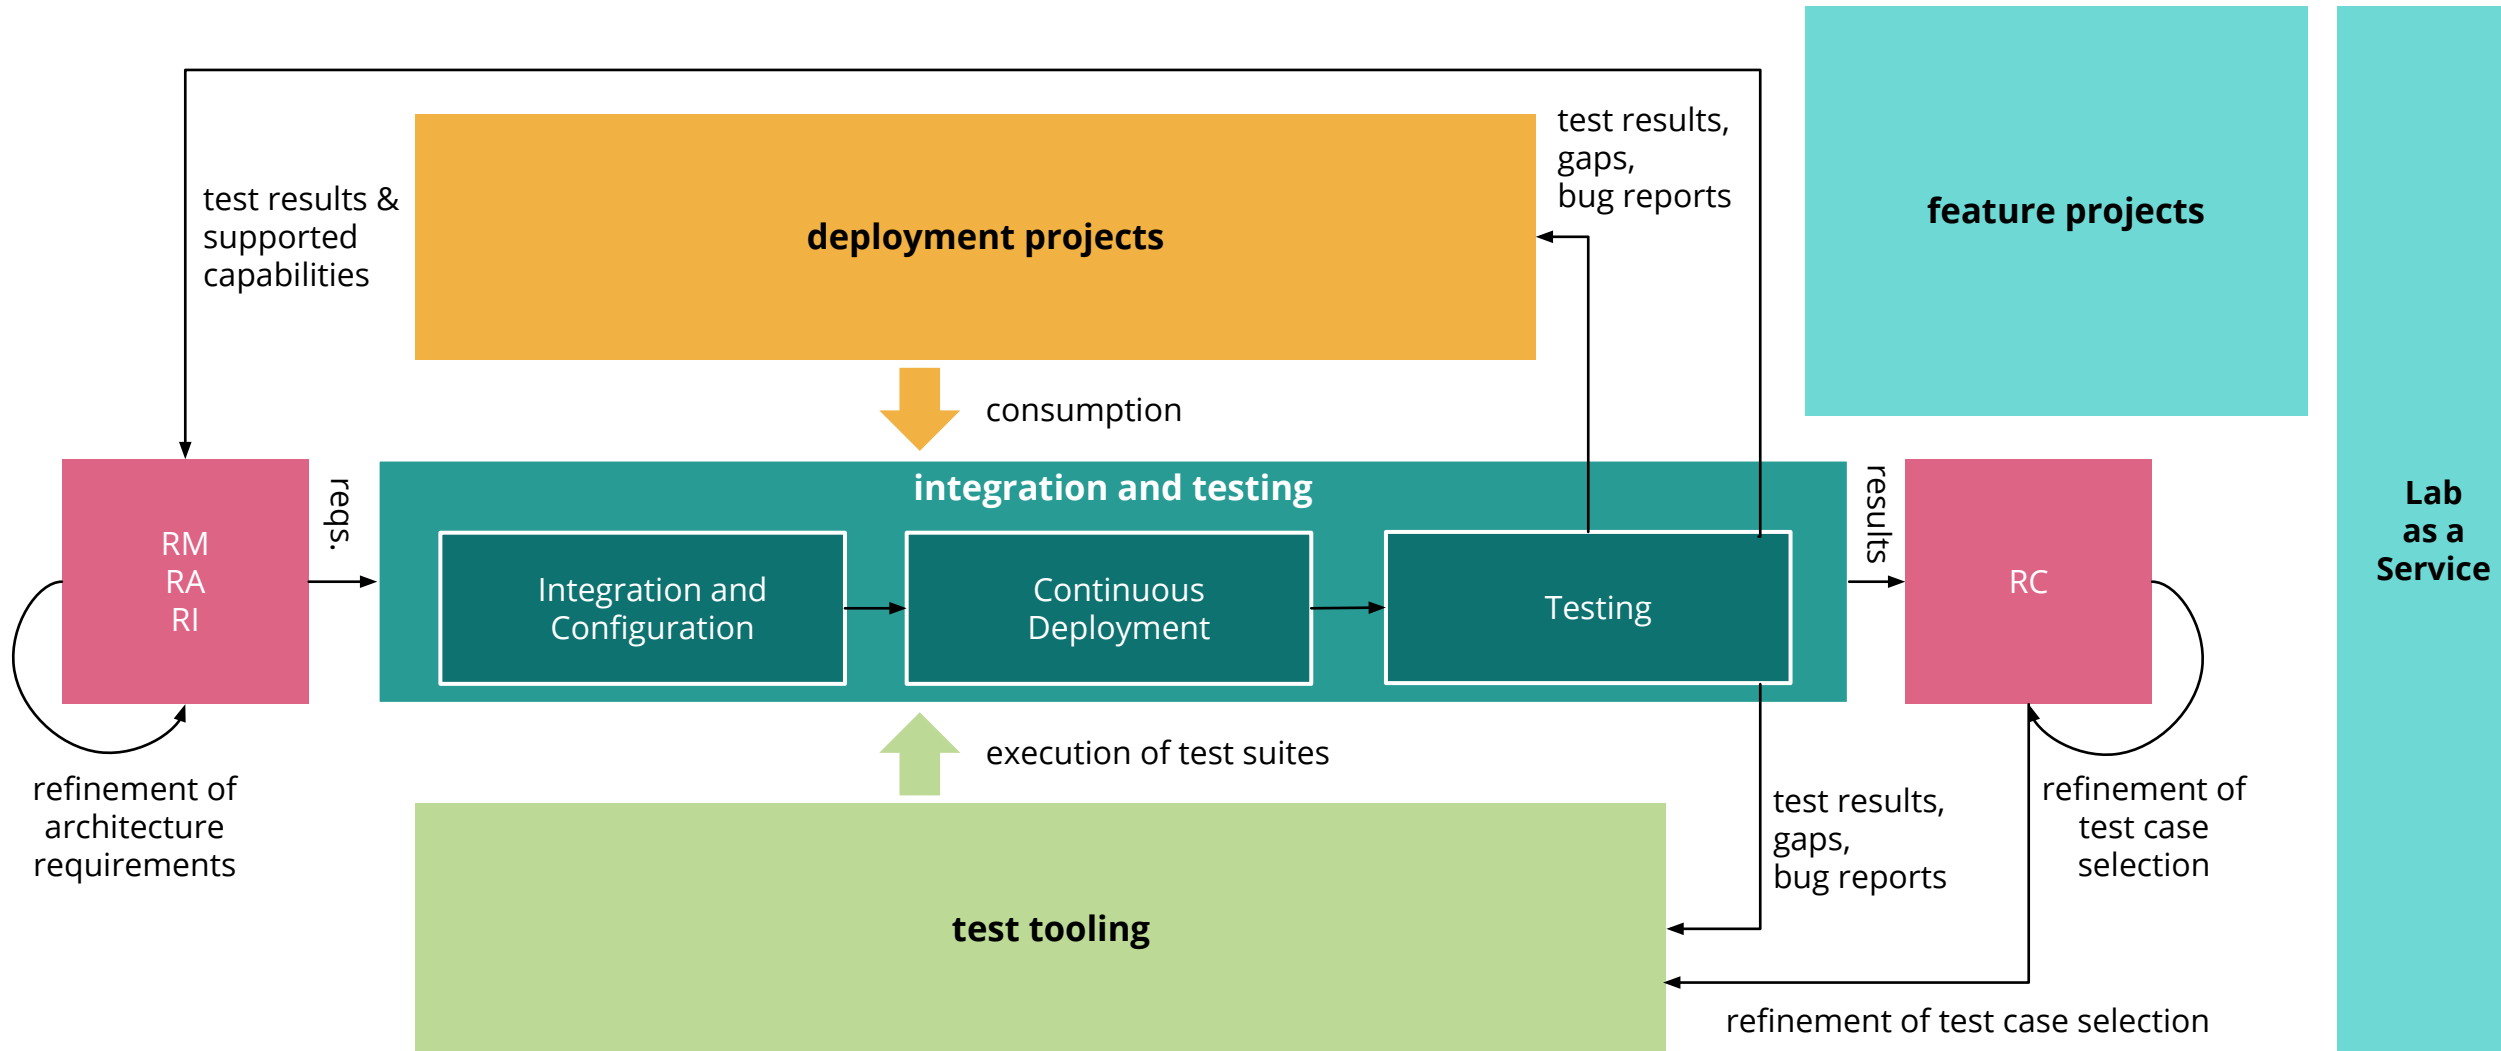 test results,
gaps,
bug reports
feature projects
test results &
supported
capabilities
deployment projects
consumption
reqs.
integration and testing
results
Lab
as a
Service
RM
RA
RI
Integration and
Configuration
Continuous
Deployment
Testing
RC
execution of test suites
refinement of
architecture
requirements
test results,
gaps,
bug reports
refinement of
test case
selection
test tooling
refinement of test case selection